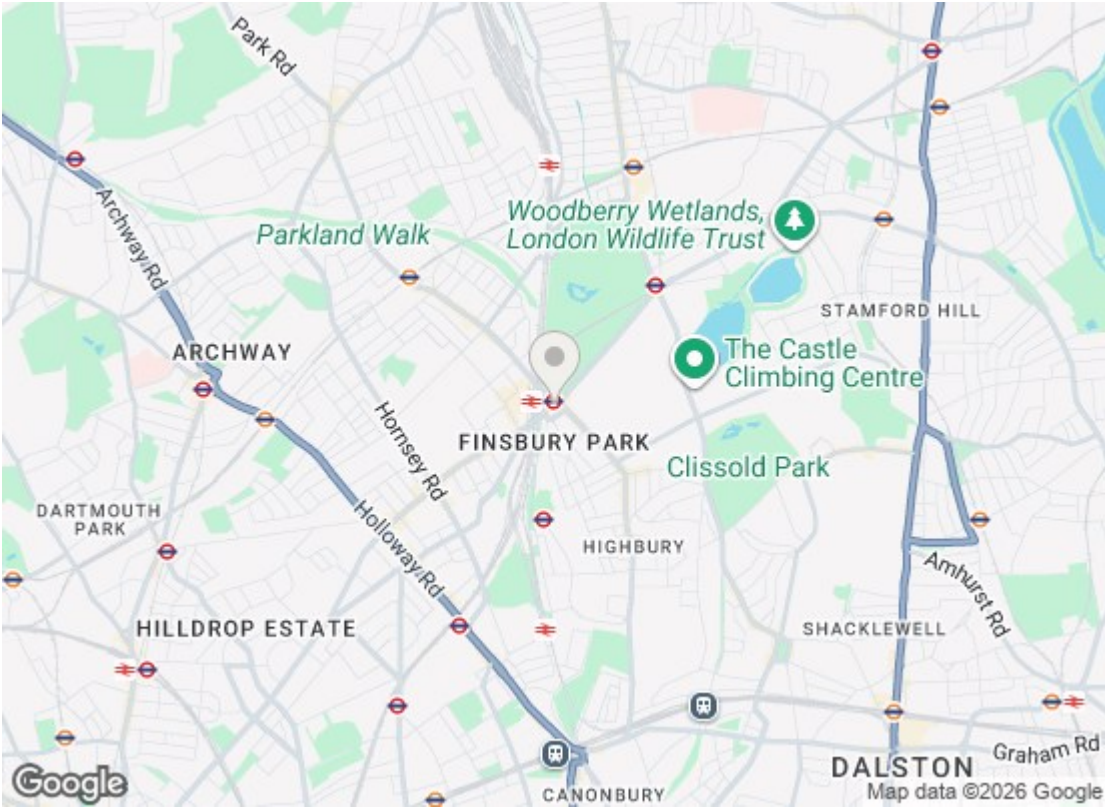 Park Rd
Archway Rd
Parkland Walk
Woodberry Wetlands,
London Wildlife Trust
STAMFORD HILL
ARCHWAY
The Castle
Climbing Centre
Hornsey Rd
FINSBURY PARK
Clissold Park
DARTMOUTH
PARK
Holloway Rd
HIGHBURY
Amhurst Rd
HILLDROP ESTATE
SHACKLEWELL
Graham Rd
DALSTON
Google
CANONBURY
Map data ©2026 Google